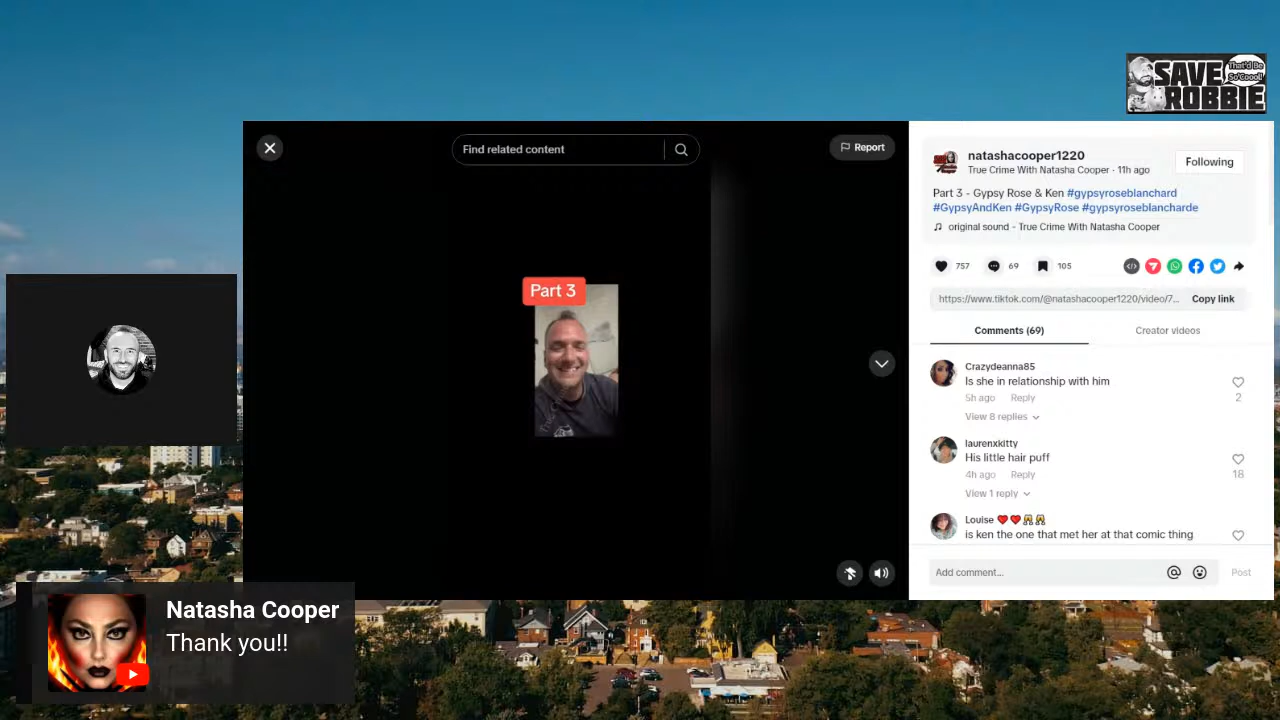 SAVE
ROBBIE
That'd Be
So'Coool!
Find related content
Report
natashacooper1220
True Crime With Natasha Cooper · 11h ago
Following
Part 3 - Gypsy Rose & Ken #gypsyroseblanchard
#GypsyAndKen #GypsyRose #gypsyroseblancharde
original sound - True Crime With Natasha Cooper
757
69
105
https://www.tiktok.com/@natashacooper1220/video/7...
Copy link
Comments (69)
Creator videos
Part 3
Crazydeanna85
Is she in relationship with him
5h ago Reply
2
View 8 replies
laurenxkitty
His little hair puff
4h ago Reply
18
View 1 reply
Louise ❤️❤️👯👯
is ken the one that met her at that comic thing
Add comment...
Post
Natasha Cooper
Thank you!!